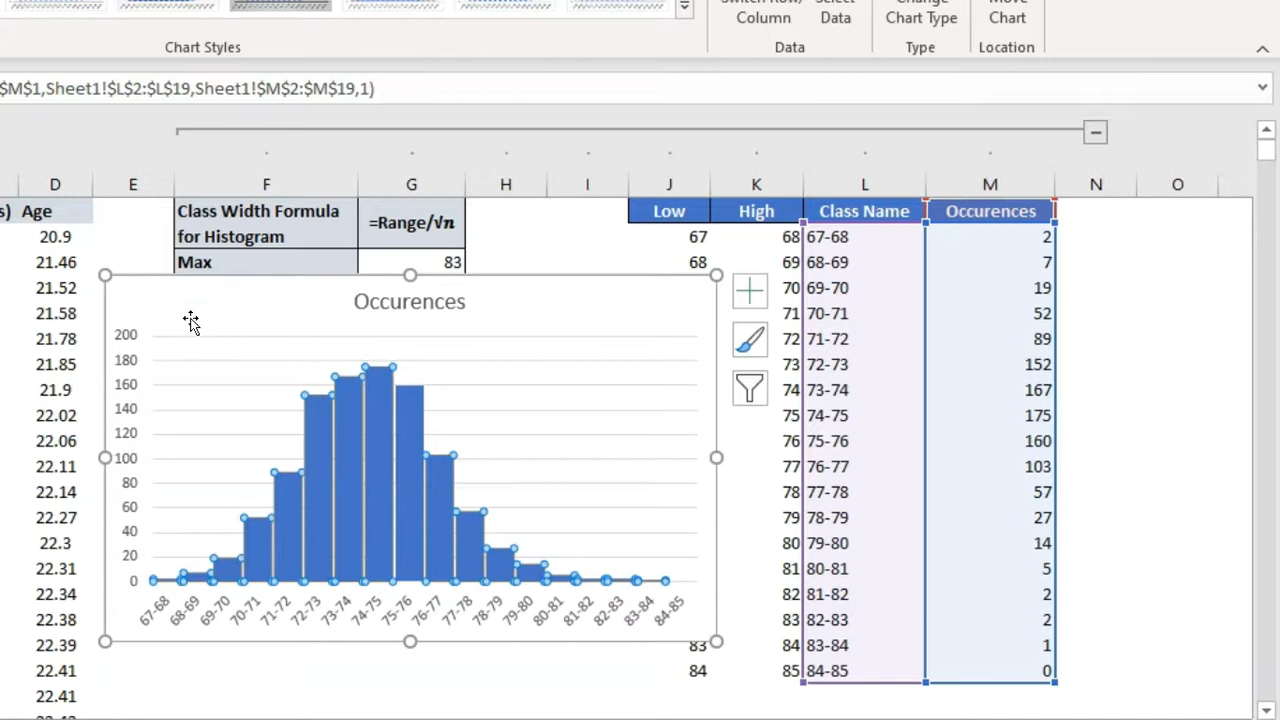 Switch Row/ Select Change Move
Column Data Chart Type Chart
Chart Styles Data Type Location
$M$1,Sheet1!$L$2:$L$19,Sheet1!$M$2:$M$19,1)
D E F G H I J K L M N O
s) Age Class Width Formula =Range/√n Low High Class Name Occurences
20.9 for Histogram 67 68 67-68 2
21.46 Max 83 68 69 68-69 7
21.52 70 69-70 19
21.58 71 70-71 52
21.78 72 71-72 89
21.85 73 72-73 152
21.9 74 73-74 167
22.02 75 74-75 175
22.06 76 75-76 160
22.11 77 76-77 103
22.14 78 77-78 57
22.27 79 78-79 27
22.3 80 79-80 14
22.31 81 80-81 5
22.34 82 81-82 2
22.38 83 82-83 2
22.39 83 84 83-84 1
22.41 84 85 84-85 0
22.41
Occurences
200
180
160
140
120
100
80
60
40
20
0
67-68 68-69 69-70 70-71 71-72 72-73 73-74 74-75 75-76 76-77 77-78 78-79 79-80 80-81 81-82 82-83 83-84 84-85